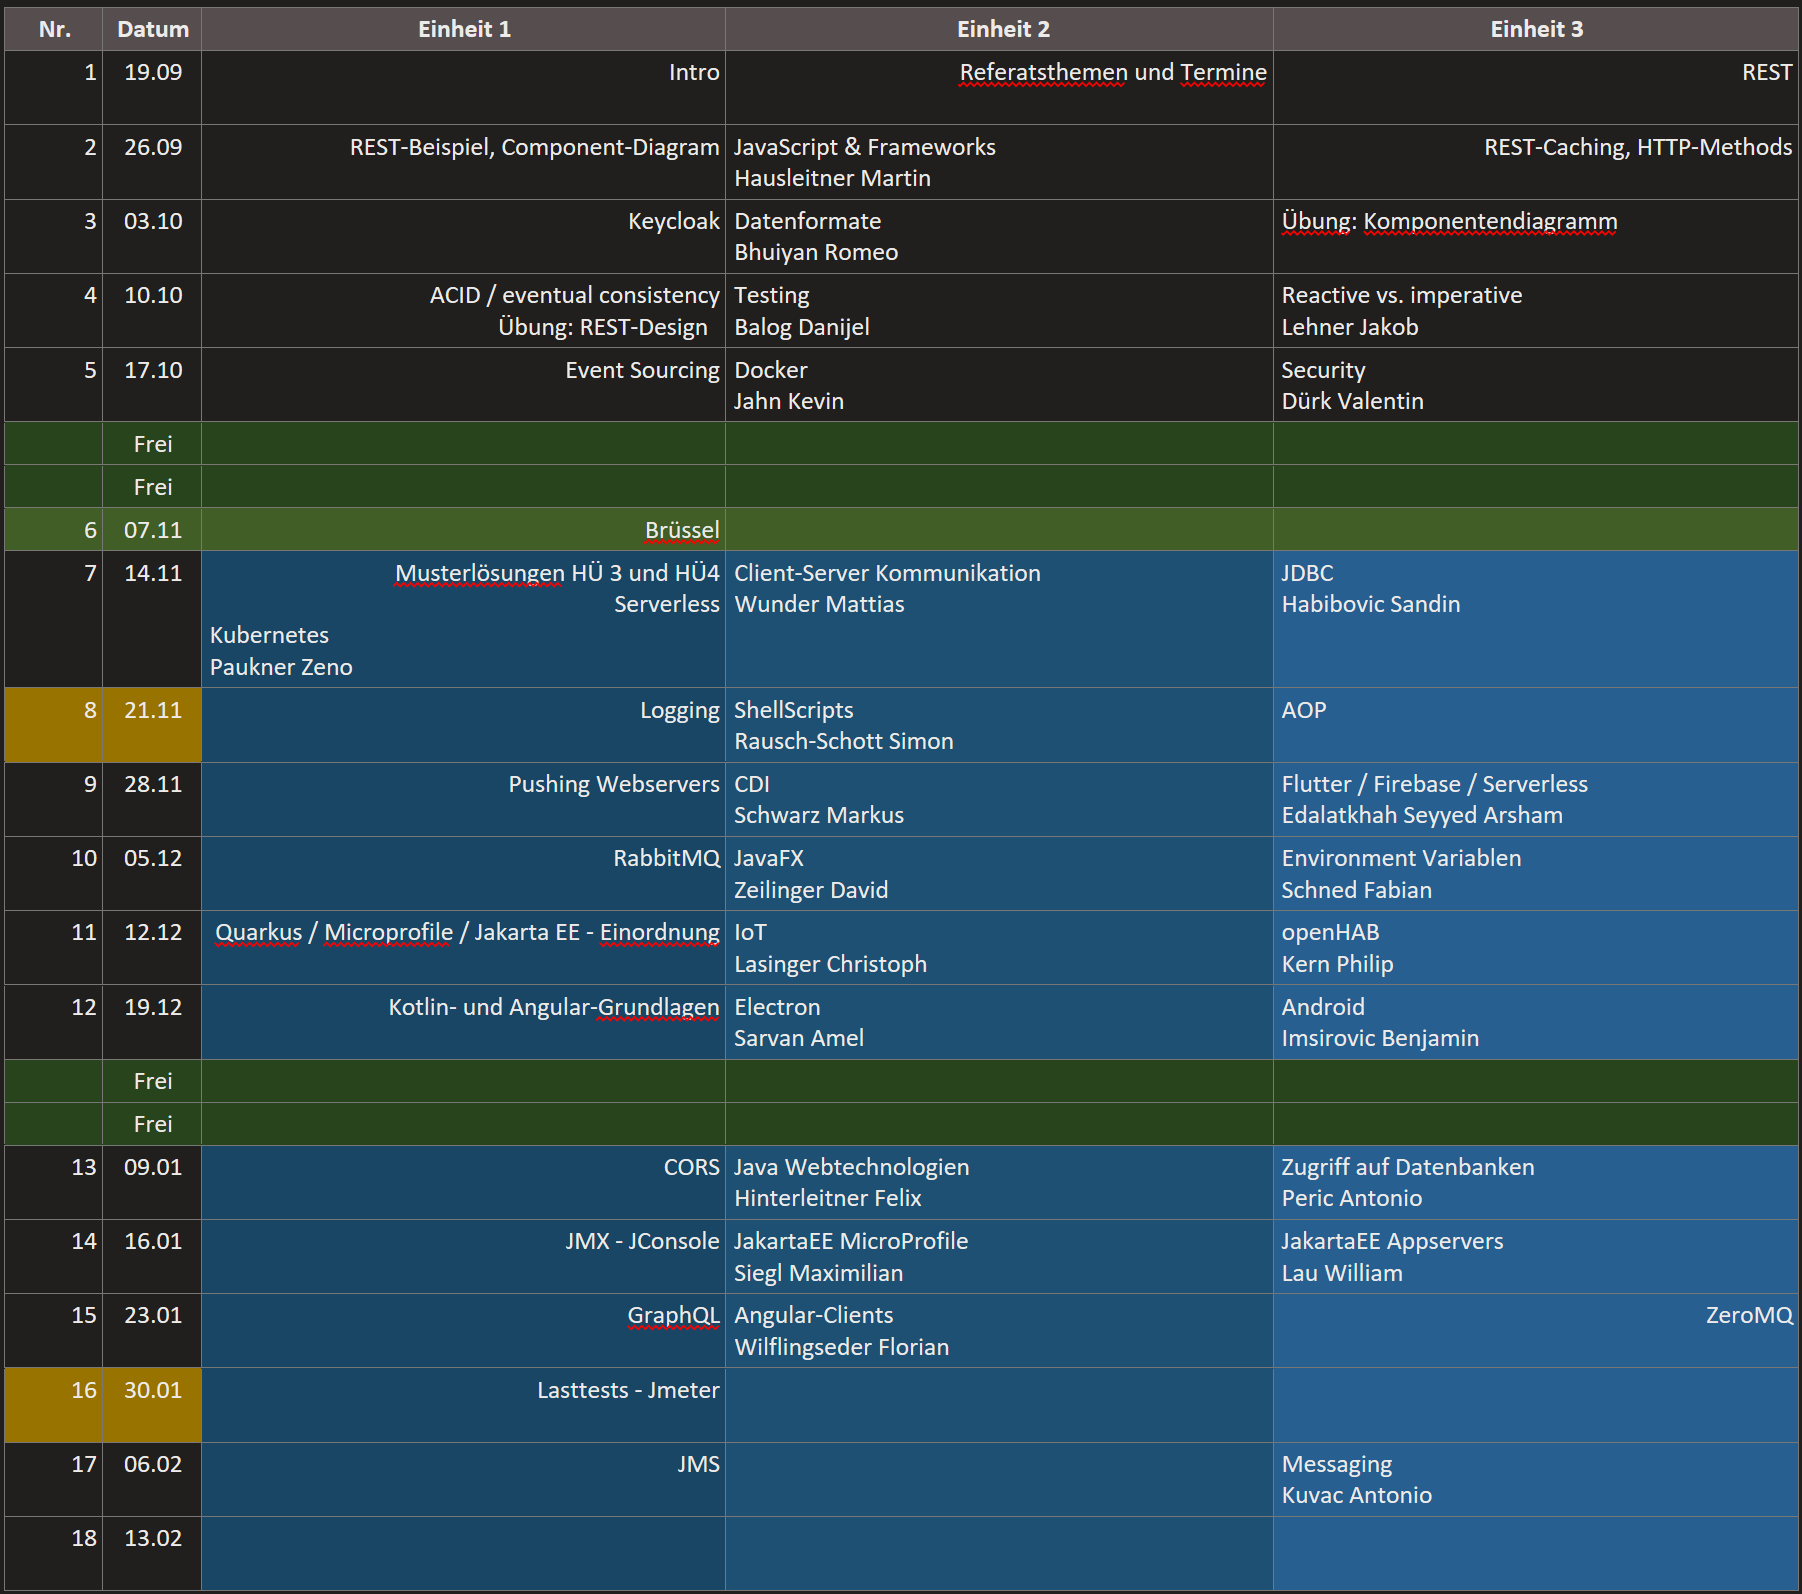 Nr. Datum Einheit 1 Einheit 2 Einheit 3
1 19.09 Intro Referatsthemen und Termine REST
2 26.09 REST-Beispiel, Component-Diagram JavaScript & Frameworks REST-Caching, HTTP-Methods
Hausleitner Martin
3 03.10 Keycloak Datenformate Übung: Komponentendiagramm
Bhuiyan Romeo
4 10.10 ACID / eventual consistency Testing Reactive vs. imperative
Übung: REST-Design Balog Danijel Lehner Jakob
5 17.10 Event Sourcing Docker Security
Jahn Kevin Dürk Valentin
Frei
Frei
6 07.11 Brüssel
7 14.11 Musterlösungen HÜ 3 und HÜ4 Client-Server Kommunikation JDBC
Serverless Wunder Mattias Habibovic Sandin
Kubernetes
Paukner Zeno
8 21.11 Logging ShellScripts AOP
Rausch-Schott Simon
9 28.11 Pushing Webservers CDI Flutter / Firebase / Serverless
Schwarz Markus Edalatkhah Seyyed Arsham
10 05.12 RabbitMQ JavaFX Environment Variablen
Zeilinger David Schned Fabian
11 12.12 Quarkus / Microprofile / Jakarta EE - Einordnung IoT openHAB
Lasinger Christoph Kern Philip
12 19.12 Kotlin- und Angular-Grundlagen Electron Android
Sarvan Amel Imsirovic Benjamin
Frei
Frei
13 09.01 CORS Java Webtechnologien Zugriff auf Datenbanken
Hinterleitner Felix Peric Antonio
14 16.01 JMX - JConsole JakartaEE MicroProfile JakartaEE Appservers
Siegl Maximilian Lau William
15 23.01 GraphQL Angular-Clients ZeroMQ
Wilflingseder Florian
16 30.01 Lasttests - Jmeter
17 06.02 JMS Messaging
Kuvac Antonio
18 13.02